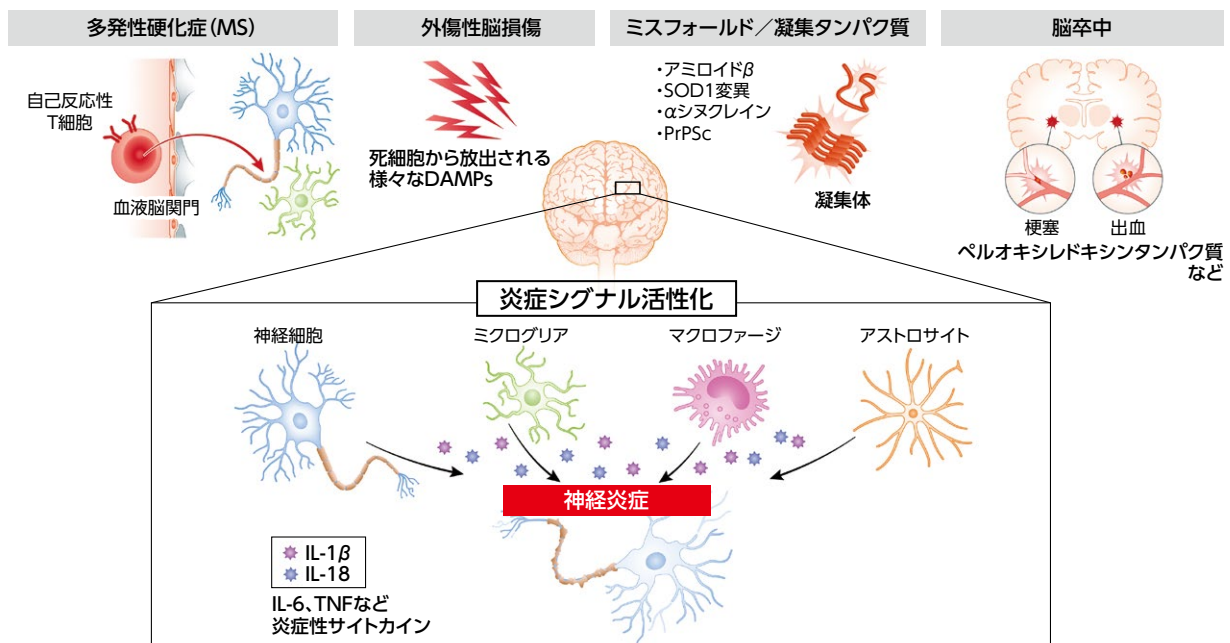 多発性硬化症（MS）
外傷性脳損傷
ミスフォールド／凝集タンパク質
脳卒中
自己反応性
T細胞
血液脳関門
死細胞から放出される
様々なDAMPs
・アミロイドβ
・SOD1変異
・αシヌクレイン
・PrPSc
凝集体
梗塞
出血
ペルオキシレドキシンタンパク質
など
炎症シグナル活性化
神経細胞
ミクログリア
マクロファージ
アストロサイト
神経炎症
IL-1β
IL-18
IL-6、TNFなど
炎症性サイトカイン